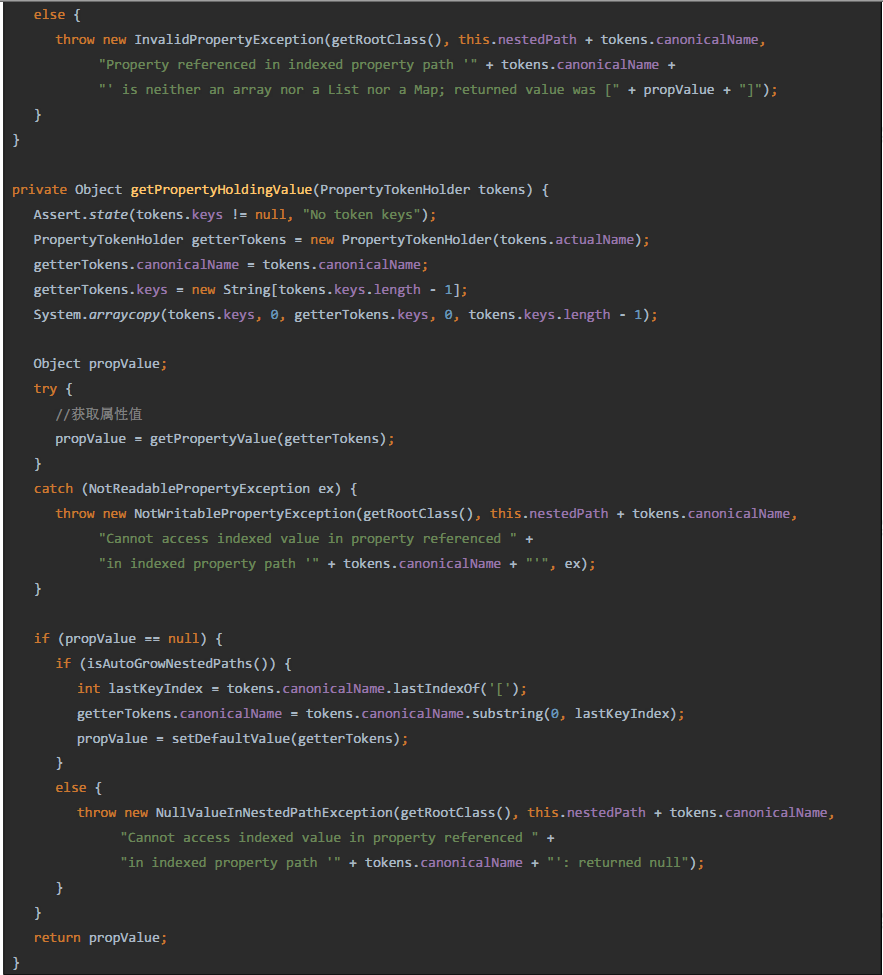 else {
throw new InvalidPropertyException(getRootClass(), this.nestedPath + tokens.canonicalName,
"Property referenced in indexed property path '" + tokens.canonicalName +
"' is neither an array nor a List nor a Map; returned value was [" + propValue + "]");
}
}
private Object getPropertyHoldingValue(PropertyTokenHolder tokens) {
Assert.state(tokens.keys != null, "No token keys");
PropertyTokenHolder getterTokens = new PropertyTokenHolder(tokens.actualName);
getterTokens.canonicalName = tokens.canonicalName;
getterTokens.keys = new String[tokens.keys.length - 1];
System.arraycopy(tokens.keys, 0, getterTokens.keys, 0, tokens.keys.length - 1);
Object propValue;
try {
//获取属性值
propValue = getPropertyValue(getterTokens);
}
catch (NotReadablePropertyException ex) {
throw new NotWritablePropertyException(getRootClass(), this.nestedPath + tokens.canonicalName,
"Cannot access indexed value in property referenced " +
"in indexed property path '" + tokens.canonicalName + "'", ex);
}
if (propValue == null) {
if (isAutoGrowNestedPaths()) {
int lastKeyIndex = tokens.canonicalName.lastIndexOf('[');
getterTokens.canonicalName = tokens.canonicalName.substring(0, lastKeyIndex);
propValue = setDefaultValue(getterTokens);
}
else {
throw new NullValueInNestedPathException(getRootClass(), this.nestedPath + tokens.canonicalName,
"Cannot access indexed value in property referenced " +
"in indexed property path '" + tokens.canonicalName + "': returned null");
}
}
return propValue;
}